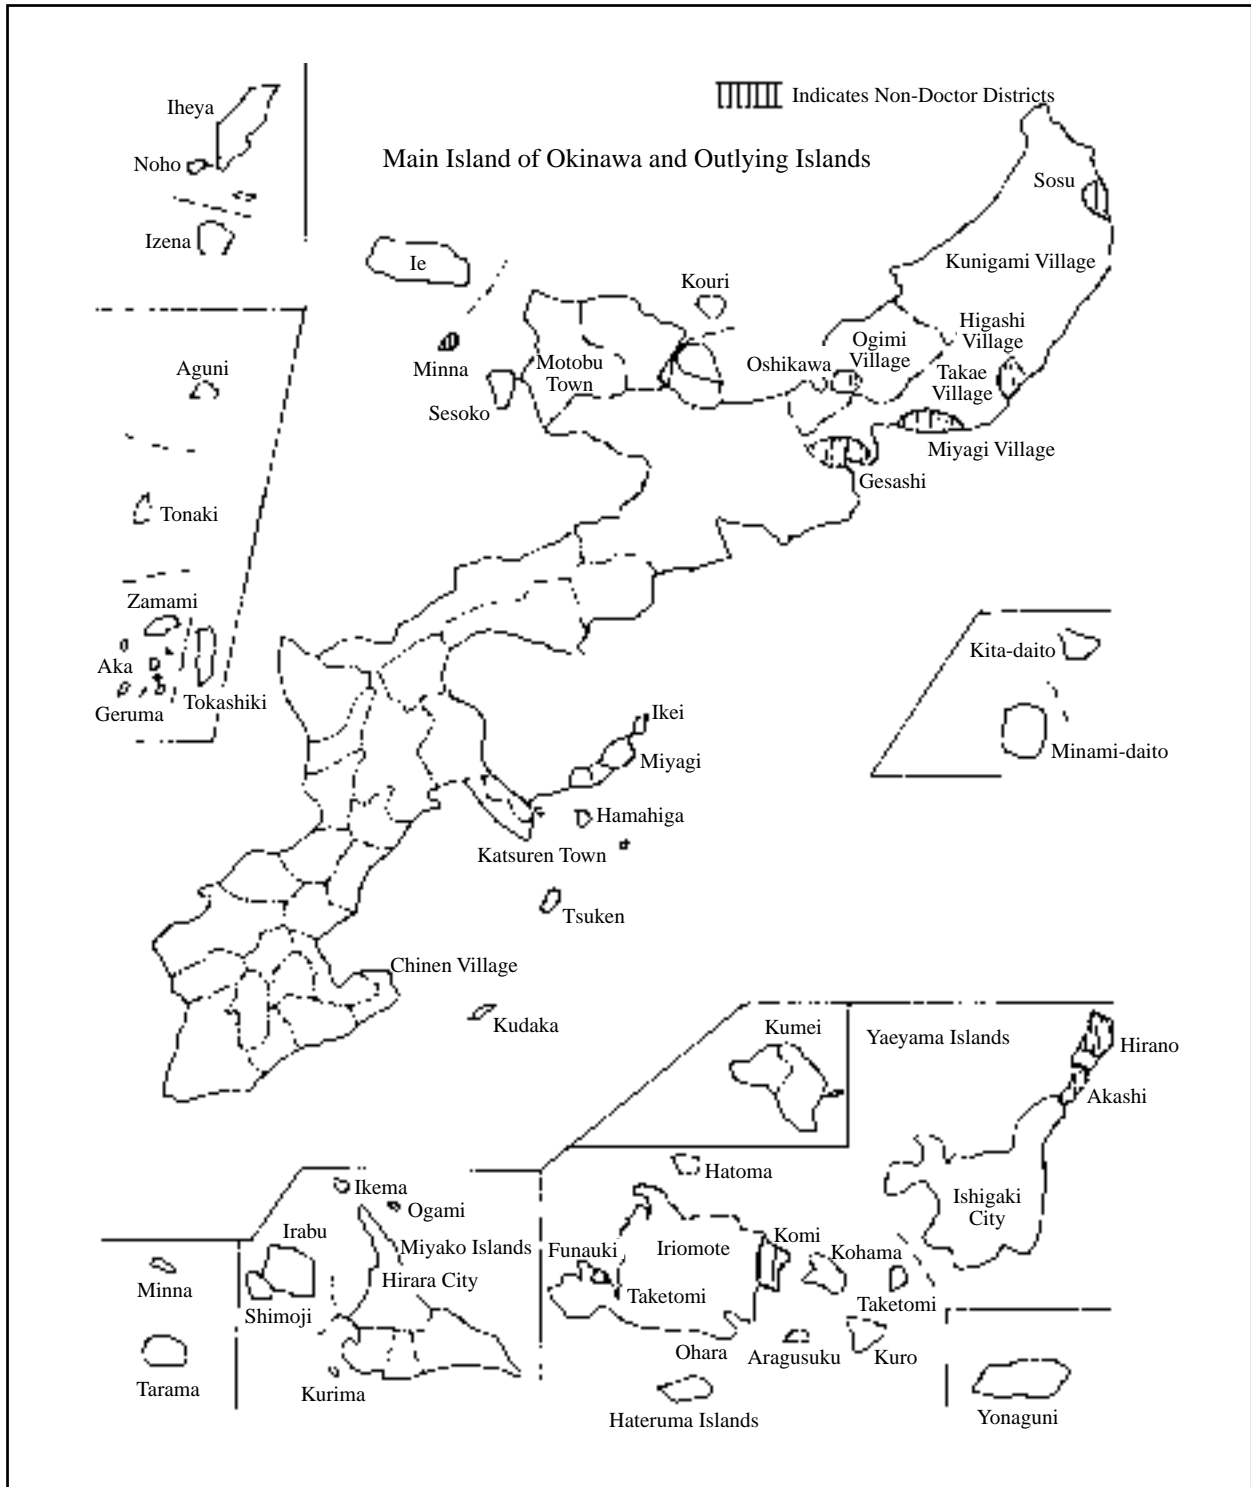 Indicates Non-Doctor Districts
Iheya
Main Island of Okinawa and Outlying Islands
Noho
Sosu
Izena
Ie
Kunigami Village
Kouri
Higashi
Village
Ogimi
Village
Minna
Motobu
Town
Oshikawa
Aguni
Takae
Village
Sesoko
Miyagi Village
Gesashi
Tonaki
Zamami
Kita-daito
Aka
Tokashiki
Geruma
Ikei
Minami-daito
Miyagi
Hamahiga
Katsuren Town
Tsuken
Chinen Village
Kudaka
Kumei
Yaeyama Islands
Hirano
Akashi
Hatoma
Ikema
Ogami
Ishigaki
City
Irabu
Miyako Islands
Funauki
Iriomote
Komi
Kohama
Minna
Hirara City
Taketomi
Taketomi
Shimoji
Ohara
Aragusuku
Kuro
Tarama
Kurima
Hateruma Islands
Yonaguni